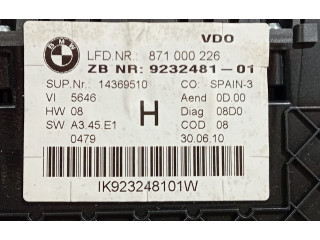 BMW
VDO
LFD.NR.: 871 000 226
ZB NR: 9232481-01
SUP.Nr.: 14369510 CO: SPAIN-3
VI 5646 Aend 0D.00
HW 08 H Diag 08D0
SW A3.45.E1 COD 08
0479 30.06.10
IK923248101W